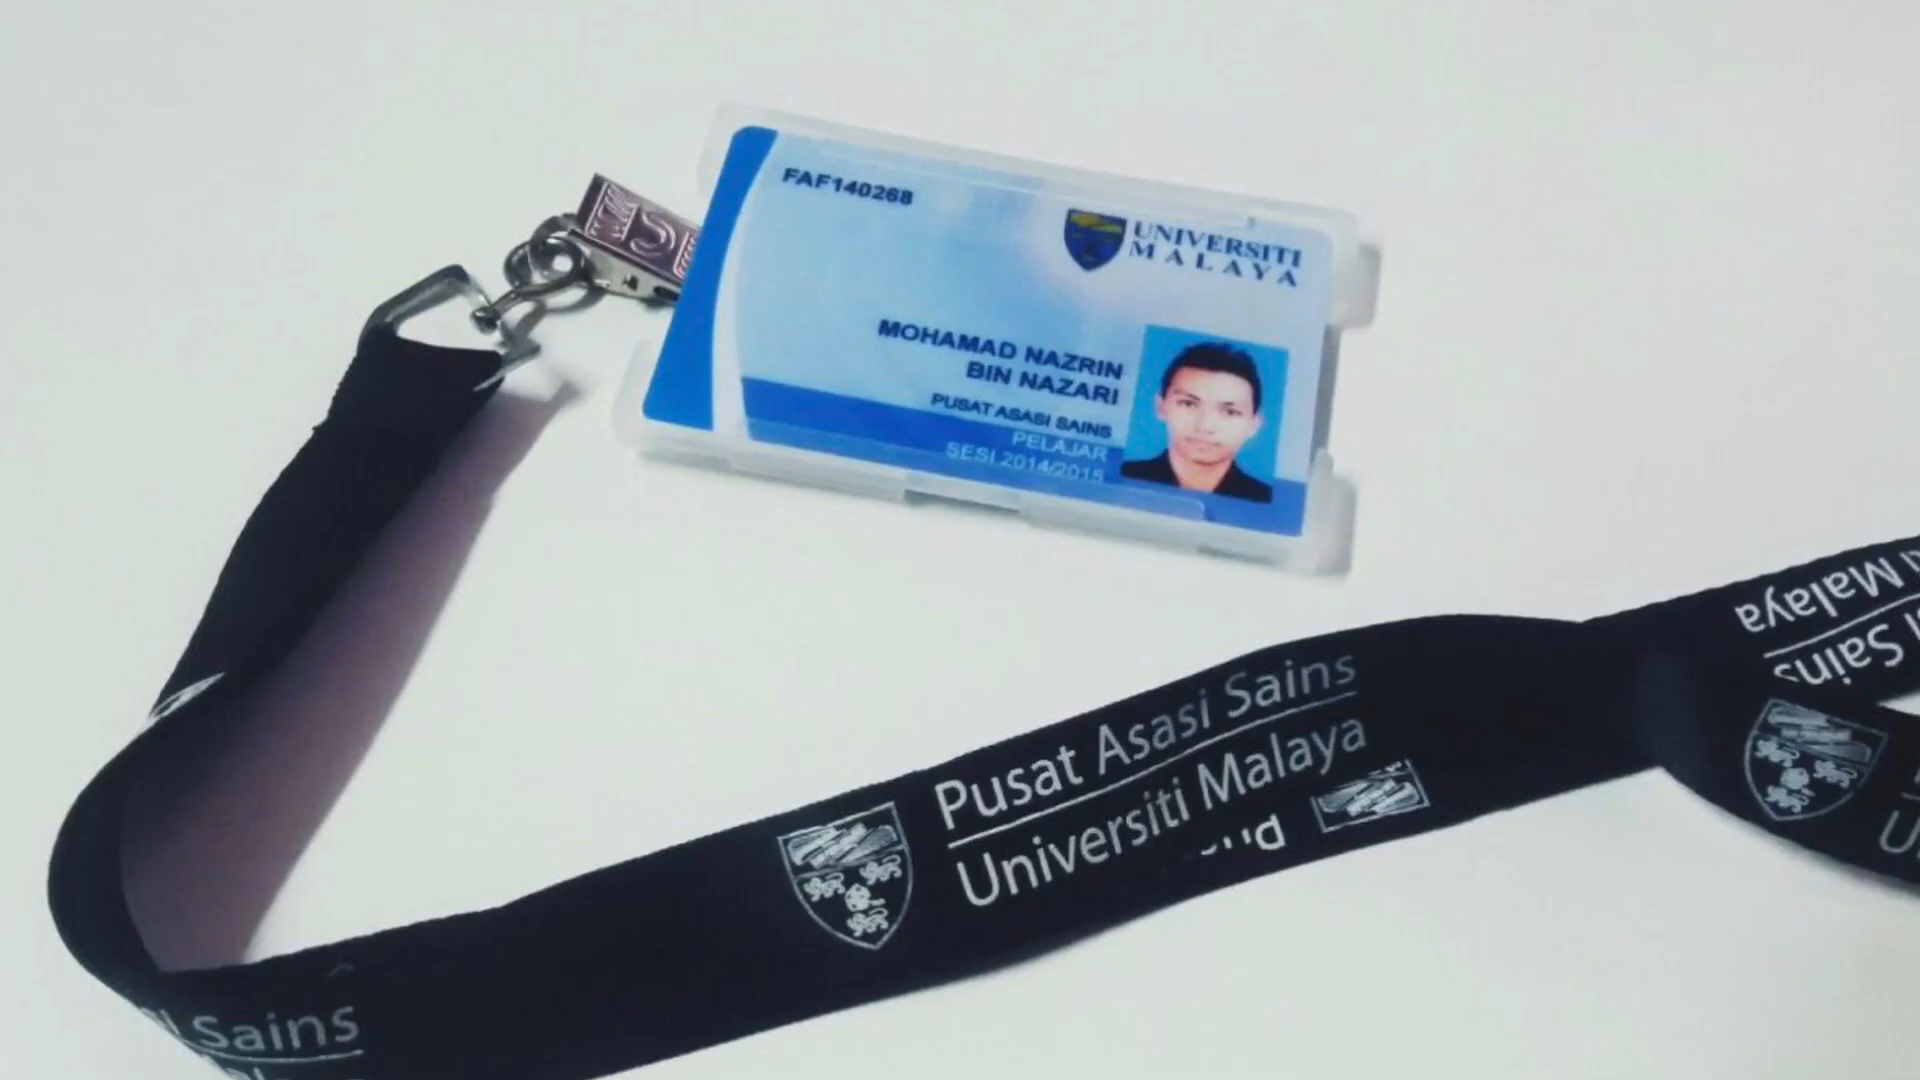 FAF140268
UNIVERSITI
MALAYA
MOHAMAD NAZRIN
BIN NAZARI
PUSAT ASASI SAINS
PELAJAR
SESI 2014/2015
Pusat Asasi Sains
Universiti Malaya
Malaya
Sains
Sains